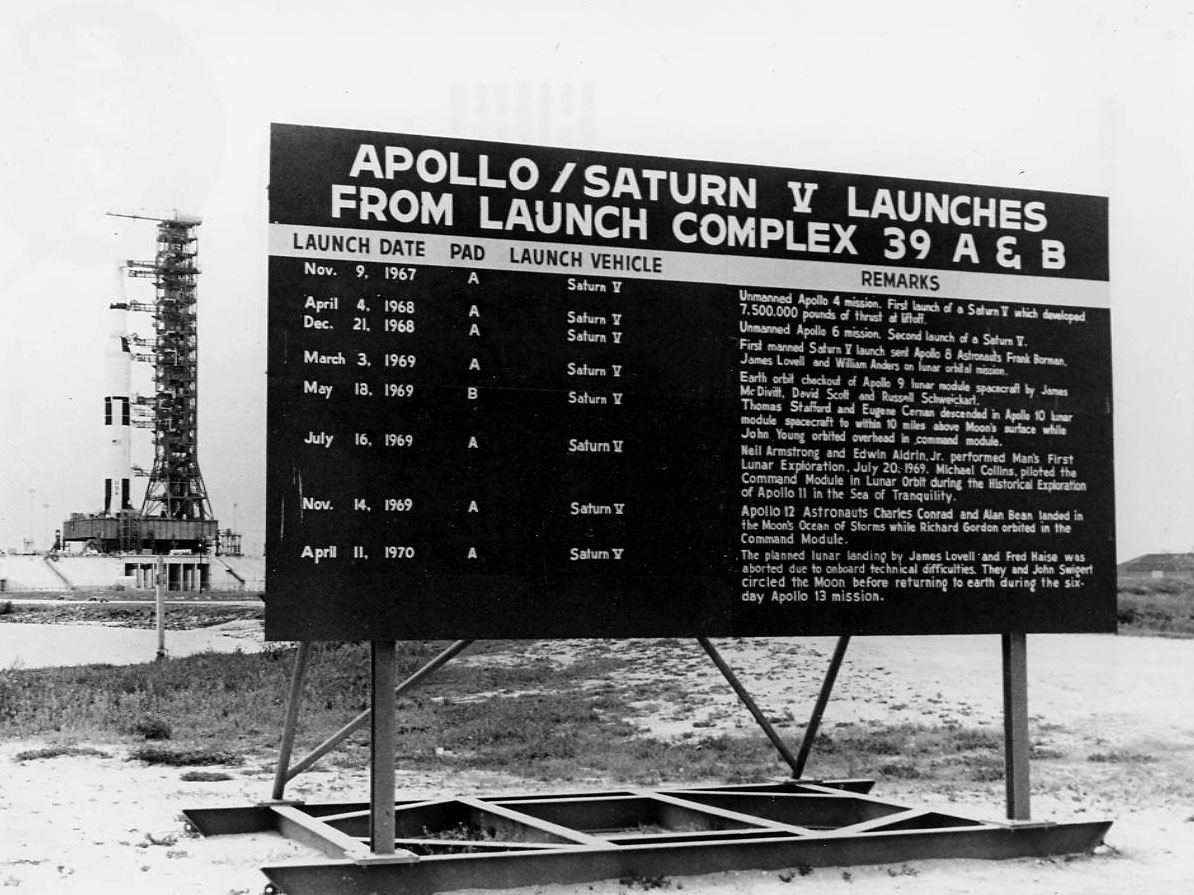 APOLLO / SATURN V LAUNCHES
FROM LAUNCH COMPLEX 39 A & B
LAUNCH DATE PAD LAUNCH VEHICLE REMARKS
Nov. 9, 1967 A Saturn V Unmanned Apollo 4 mission. First launch of a Saturn V which developed
7,500,000 pounds of thrust at liftoff.
April 4, 1968 A Saturn V Unmanned Apollo 6 mission. Second launch of a Saturn V.
Dec. 21, 1968 A Saturn V First manned Saturn V launch sent Apollo 8 Astronauts Frank Borman,
James Lovell and William Anders on lunar orbital mission.
March 3, 1969 A Saturn V Earth orbit checkout of Apollo 9 lunar module spacecraft by James
McDivitt, David Scott and Russell Schweickart.
May 18, 1969 B Saturn V Thomas Stafford and Eugene Cernan descended in Apollo 10 lunar
module spacecraft to within 10 miles above Moon's surface while
John Young orbited overhead in command module.
July 16, 1969 A Saturn V Neil Armstrong and Edwin Aldrin, Jr. performed Man's First
Lunar Exploration, July 20, 1969. Michael Collins, piloted the
Command Module in Lunar Orbit during the Historical Exploration
of Apollo 11 in the Sea of Tranquility.
Nov. 14, 1969 A Saturn V Apollo 12 Astronauts Charles Conrad and Alan Bean landed in
the Moon's Ocean of Storms while Richard Gordon orbited in the
Command Module.
April 11, 1970 A Saturn V The planned lunar landing by James Lovell and Fred Haise was
aborted due to onboard technical difficulties. They and John Swigert
circled the Moon before returning to earth during the six-
day Apollo 13 mission.